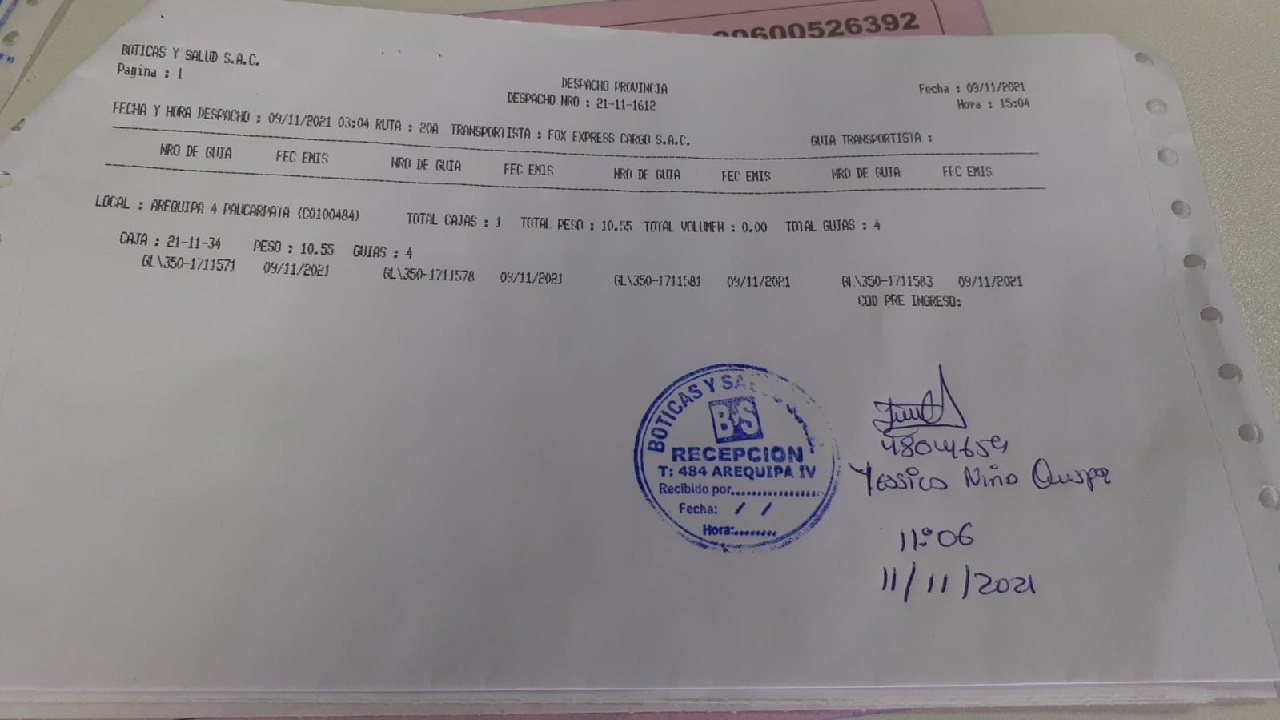 20600526392
BOTICAS Y SALUD S.A.C.
Pagina : 1
DESPACHO PROVINCIA
DESPACHO NRO : 21-11-1612
Fecha : 09/11/2021
Hora : 15:04
FECHA Y HORA DESPACHO : 09/11/2021 03:04 RUTA : 20A TRANSPORTISTA : FOX EXPRESS CARGO S.A.C. GUIA TRANSPORTISTA :
NRO DE GUIA FEC EMIS NRO DE GUIA FEC EMIS NRO DE GUIA FEC EMIS NRO DE GUIA FEC EMIS
LOCAL : AREQUIPA 4 PAUCARPATA (C0100484) TOTAL CAJAS : 1 TOTAL PESO : 10.55 TOTAL VOLUMEN : 0.00 TOTAL GUIAS : 4
CAJA : 21-11-34 PESO : 10.55 GUIAS : 4
GL\350-1711571 09/11/2021 GL\350-1711578 09/11/2021 GL\350-1711581 09/11/2021 GL\350-1711583 09/11/2021
COD PRE INGRESO:
BOTICAS Y SA
B&S
RECEPCION
T: 484 AREQUIPA IV
Recibido por................
Fecha: / /
Hora:........
48044659
Yessica Niño Quispe
11:06
11/11/2021